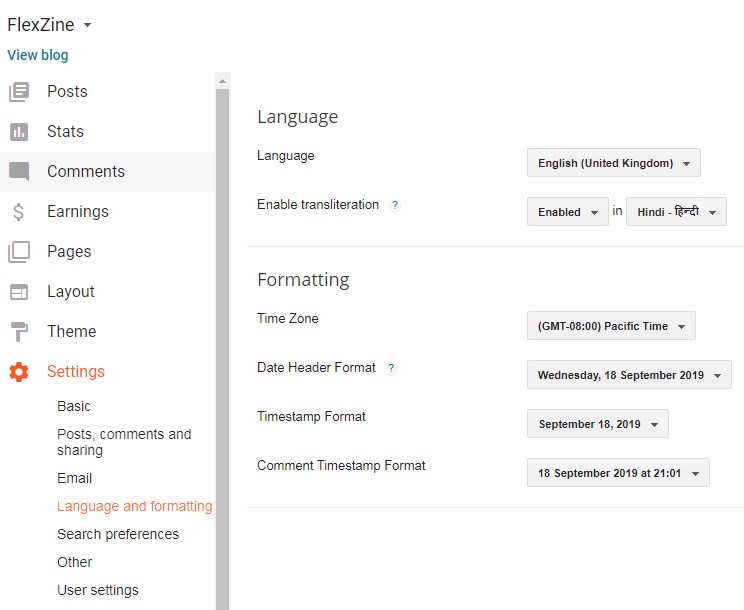 FlexZine
View blog
Posts
Stats
Comments
Earnings
Pages
Layout
Theme
Settings
Basic
Posts, comments and
sharing
Email
Language and formatting
Search preferences
Other
User settings
Language
Language English (United Kingdom)
Enable transliteration ? Enabled in Hindi - हिन्दी
Formatting
Time Zone (GMT-08:00) Pacific Time
Date Header Format ? Wednesday, 18 September 2019
Timestamp Format September 18, 2019
Comment Timestamp Format 18 September 2019 at 21:01